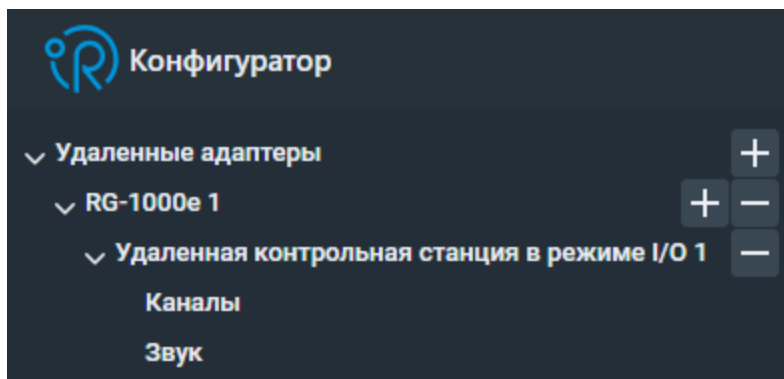 Конфигуратор
Удаленные адаптеры
RG-1000e 1
Удаленная контрольная станция в режиме I/O 1
Каналы
Звук